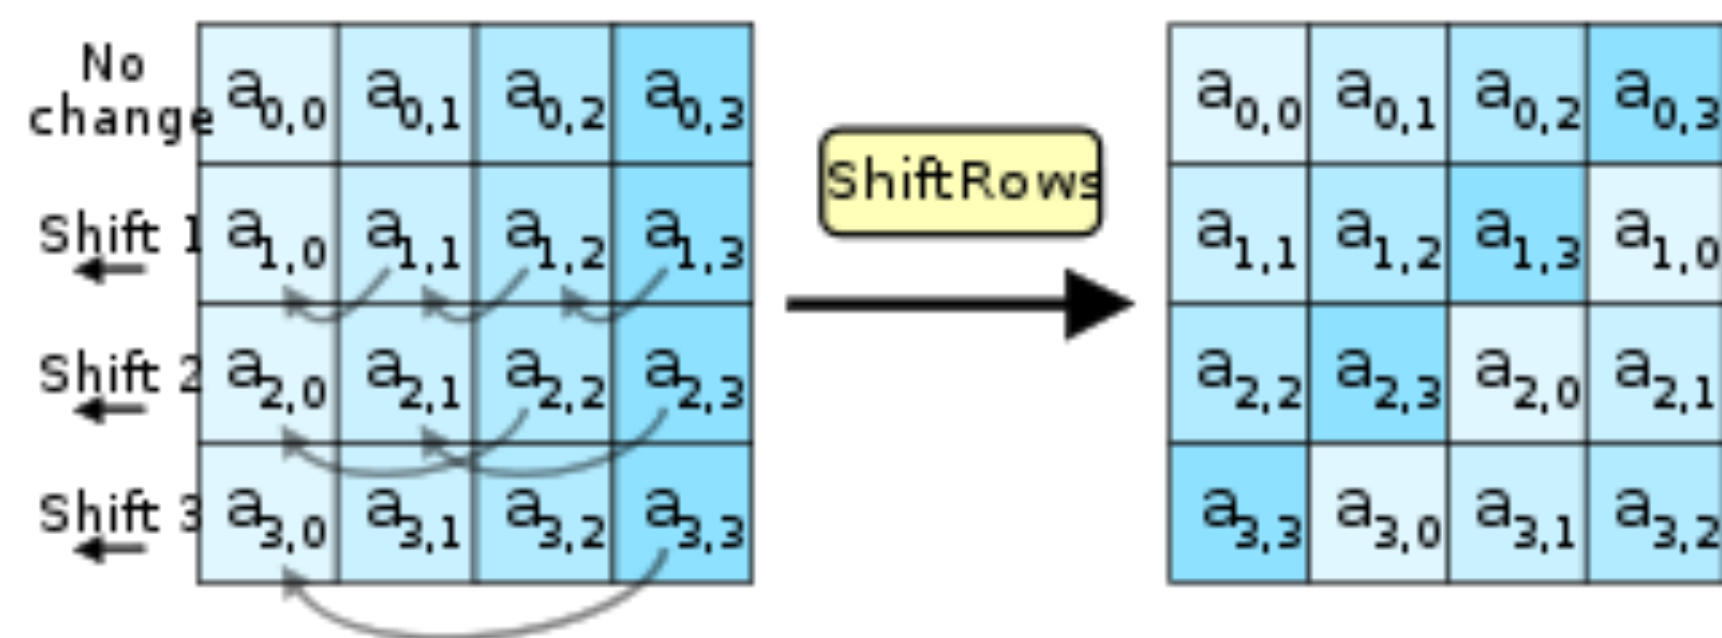 No
change
a0,0 a0,1 a0,2 a0,3
Shift 1
a1,0 a1,1 a1,2 a1,3
Shift 2
a2,0 a2,1 a2,2 a2,3
Shift 3
a3,0 a3,1 a3,2 a3,3
ShiftRows
a0,0 a0,1 a0,2 a0,3
a1,1 a1,2 a1,3 a1,0
a2,2 a2,3 a2,0 a2,1
a3,3 a3,0 a3,1 a3,2